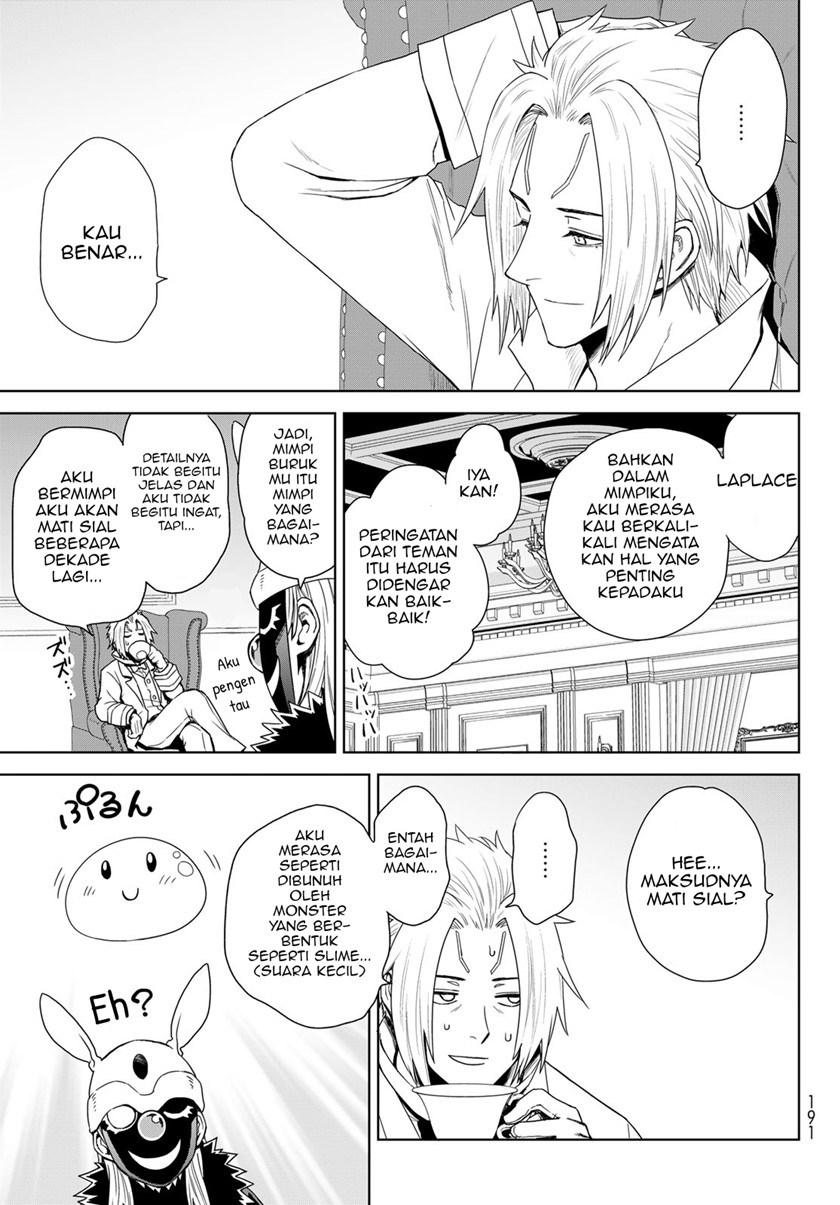 ........
KAU
BENAR...
LAPLACE
BAHKAN
DALAM
MIMPIKU,
AKU MERASA
KAU BERKALI-
KALI MENGATA
KAN HAL YANG
PENTING
KEPADAKU
IYA
KAN!
PERINGATAN
DARI TEMAN
ITU HARUS
DIDENGAR
KAN BAIK-
BAIK!
JADI,
MIMPI
BURUK
MU ITU
MIMPI
YANG
BAGAI-
MANA?
Aku
pengen
tau
DETAILNYA
TIDAK BEGITU
JELAS DAN
AKU TIDAK
BEGITU INGAT,
TAPI...
AKU
BERMIMPI
AKU AKAN
MATI SIAL
BEBERAPA
DEKADE
LAGI...
ズズ…
HEE...
MAKSUDNYA
MATI SIAL?
........
ENTAH
BAGAI-
MANA...
AKU
MERASA
SEPERTI
DIBUNUH
OLEH
MONSTER
YANG BER-
BENTUK
SEPERTI SLIME...
(SUARA KECIL)
ぷるん
Eh?
191